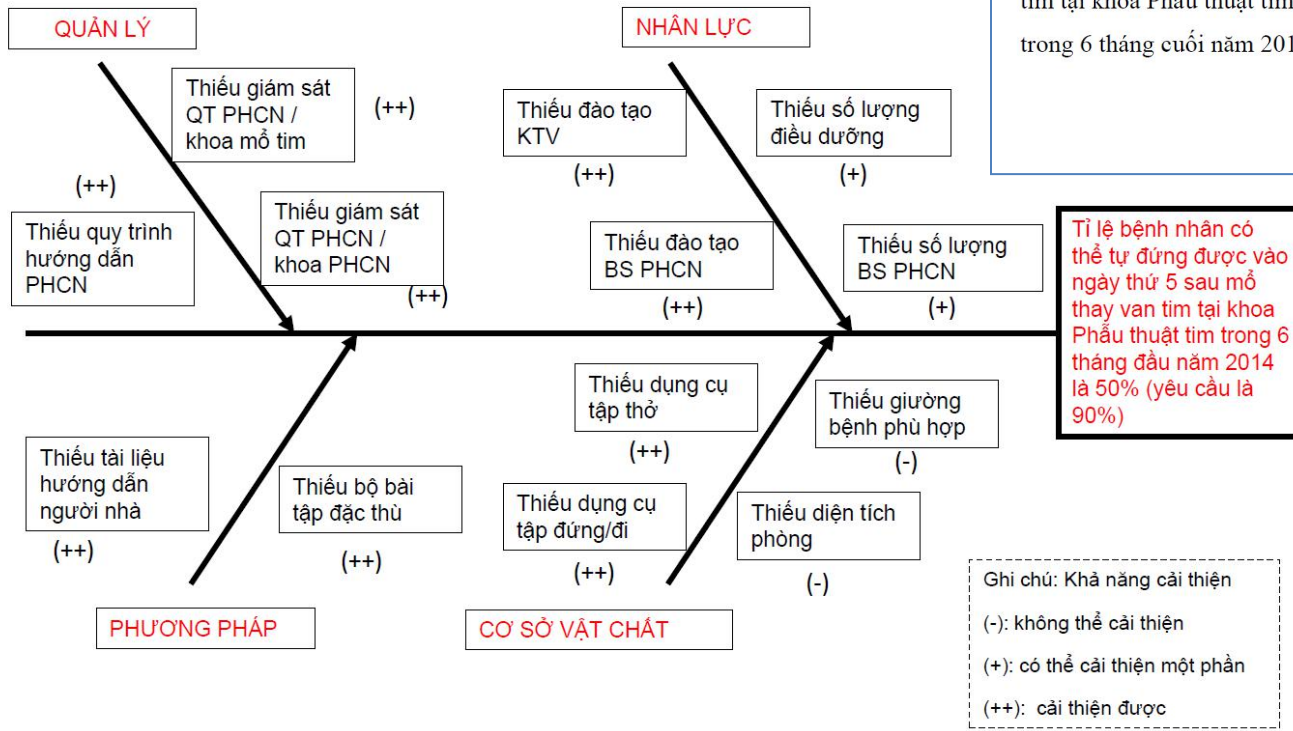 QUẢN LÝ
Thiếu giám sát
QT PHCN /
khoa mổ tim
(++)
(++)
Thiếu quy trình
hướng dẫn
PHCN
Thiếu giám sát
QT PHCN /
khoa PHCN
(++)
NHÂN LỰC
Thiếu đào tạo
KTV
(++)
Thiếu số lượng
điều dưỡng
(+)
Thiếu đào tạo
BS PHCN
(++)
Thiếu số lượng
BS PHCN
(+)
trong 6 tháng cuối năm 201
Tỉ lệ bệnh nhân có
thể tự đứng được vào
ngày thứ 5 sau mổ
thay van tim tại khoa
Phẫu thuật tim trong 6
tháng đầu năm 2014
là 50% (yêu cầu là
90%)
Thiếu tài liệu
hướng dẫn
người nhà
(++)
Thiếu bộ bài
tập đặc thù
(++)
PHƯƠNG PHÁP
Thiếu dụng cụ
tập thở
(++)
Thiếu giường
bệnh phù hợp
(-)
Thiếu dụng cụ
tập đứng/đi
(++)
Thiếu diện tích
phòng
(-)
CƠ SỞ VẬT CHẤT
Ghi chú: Khả năng cải thiện
(-): không thể cải thiện
(+): có thể cải thiện một phần
(++): cải thiện được